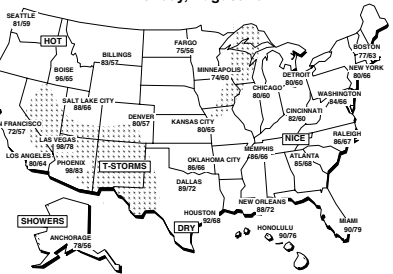 SEATTLE
81/59
HOT
BILLINGS
83/57
FARGO
75/56
BOSTON
77/63
BOISE
96/65
MINNEAPOLIS
74/60
DETROIT
80/60
NEW YORK
80/66
CHICAGO
80/60
SALT LAKE CITY
88/66
WASHINGTON
84/66
N FRANCISCO
72/57
DENVER
80/57
KANSAS CITY
80/65
CINCINNATI
82/60
LAS VEGAS
98/78
NICE
RALEIGH
86/67
LOS ANGELES
80/64
PHOENIX
98/83
T-STORMS
OKLAHOMA CITY
86/66
MEMPHIS
86/66
ATLANTA
85/68
DALLAS
89/72
SHOWERS
HOUSTON
92/68
NEW ORLEANS
88/72
DRY
HONOLULU
90/76
MIAMI
90/79
ANCHORAGE
78/56